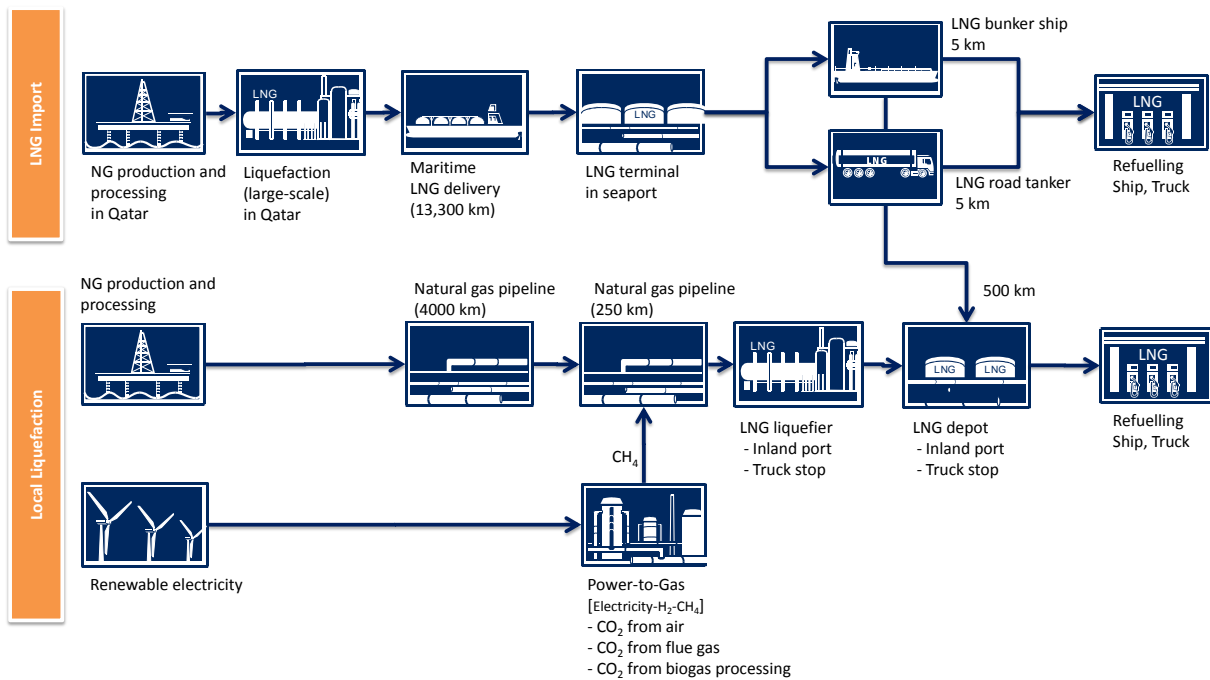 LNG Import
LNG bunker ship
5 km
LNG
LNG
LNG
LNG
NG production and
processing
in Qatar
Liquefaction
(large-scale)
in Qatar
Maritime
LNG delivery
(13,300 km)
LNG terminal
in seaport
LNG road tanker
5 km
Refuelling
Ship, Truck
Local Liquefaction
NG production and
processing
Natural gas pipeline
(4000 km)
Natural gas pipeline
(250 km)
500 km
LNG
LNG
LNG
LNG
LNG liquefier
- Inland port
- Truck stop
LNG depot
- Inland port
- Truck stop
Refuelling
Ship, Truck
CH₄
Renewable electricity
Power-to-Gas
[Electricity-H₂-CH₄]
- CO₂ from air
- CO₂ from flue gas
- CO₂ from biogas processing